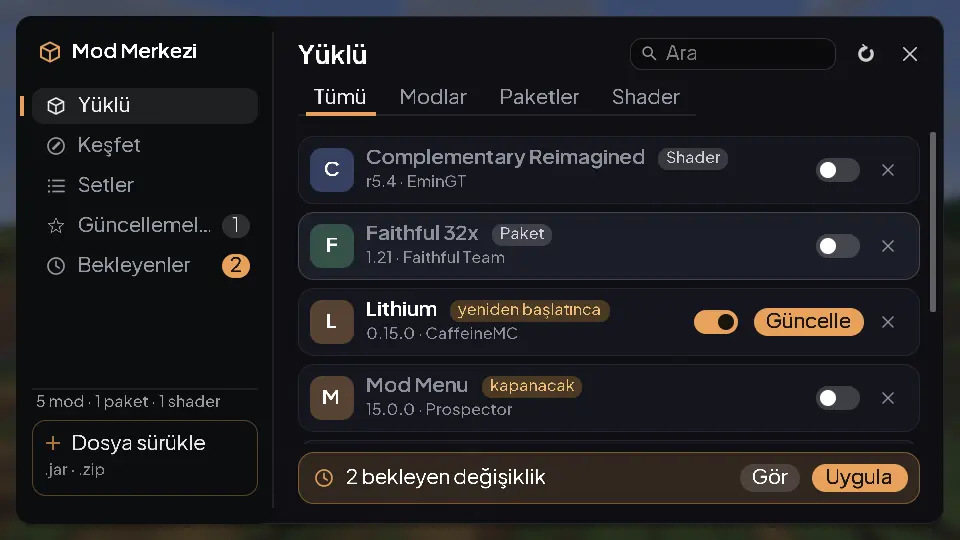 Mod Merkezi
Yüklü
Keşfet
Setler
Güncellemel... 1
Bekleyenler 2
5 mod · 1 paket · 1 shader
+ Dosya sürükle
.jar · .zip
Yüklü
Ara
Tümü Modlar Paketler Shader
C
Complementary Reimagined Shader
r5.4 · EminGT
F
Faithful 32x Paket
1.21 · Faithful Team
L
Lithium yeniden başlatınca
0.15.0 · CaffeineMC
Güncelle
M
Mod Menu kapanacak
15.0.0 · Prospector
2 bekleyen değişiklik
Gör Uygula